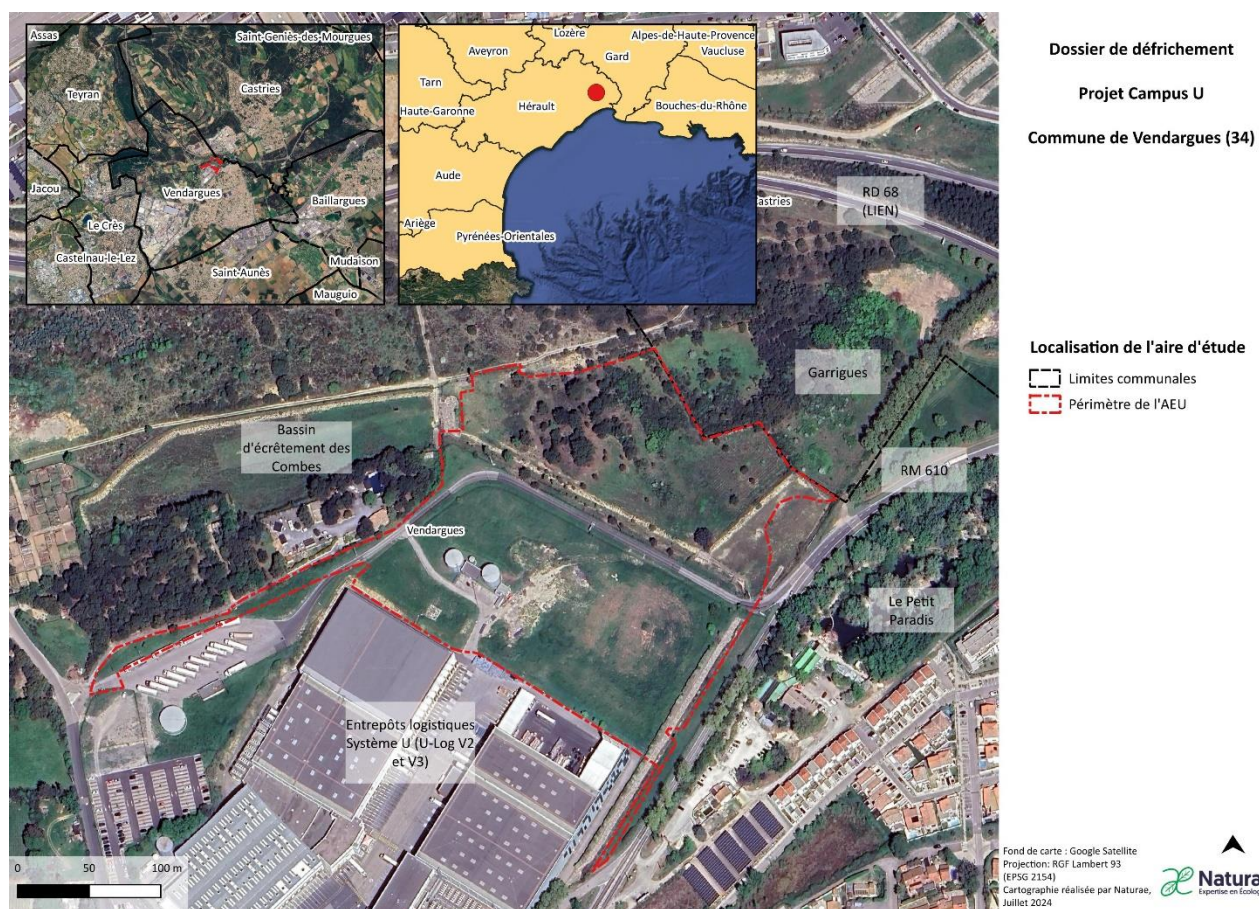 Assas
Saint-Geniès-des-Mourgues
Teyran
Castries
Jacou
Vendargues
Le Crès
Baillargues
Castelnau-le-Lez
Saint-Aunès
Mudaison
Mauguio
Lozère
Alpes-de-Haute-Provence
Aveyron
Gard
Vaucluse
Tarn
Hérault
Bouches-du-Rhône
Haute-Garonne
Aude
Ariège
Pyrénées-Orientales
Castries
RD 68
(LIEN)
Garrigues
Bassin
d'écrêtement des
Combes
RM 610
Vendargues
Le Petit
Paradis
Entrepôts logistiques
Système U (U-Log V2
et V3)
0 50 100 m
Dossier de défrichement
Projet Campus U
Commune de Vendargues (34)
Localisation de l'aire d'étude
Limites communales
Périmètre de l'AEU
Fond de carte : Google Satellite
Projection: RGF Lambert 93
(EPSG 2154)
Cartographie réalisée par Naturae,
Juillet 2024
Natura
Expertise en Écolog